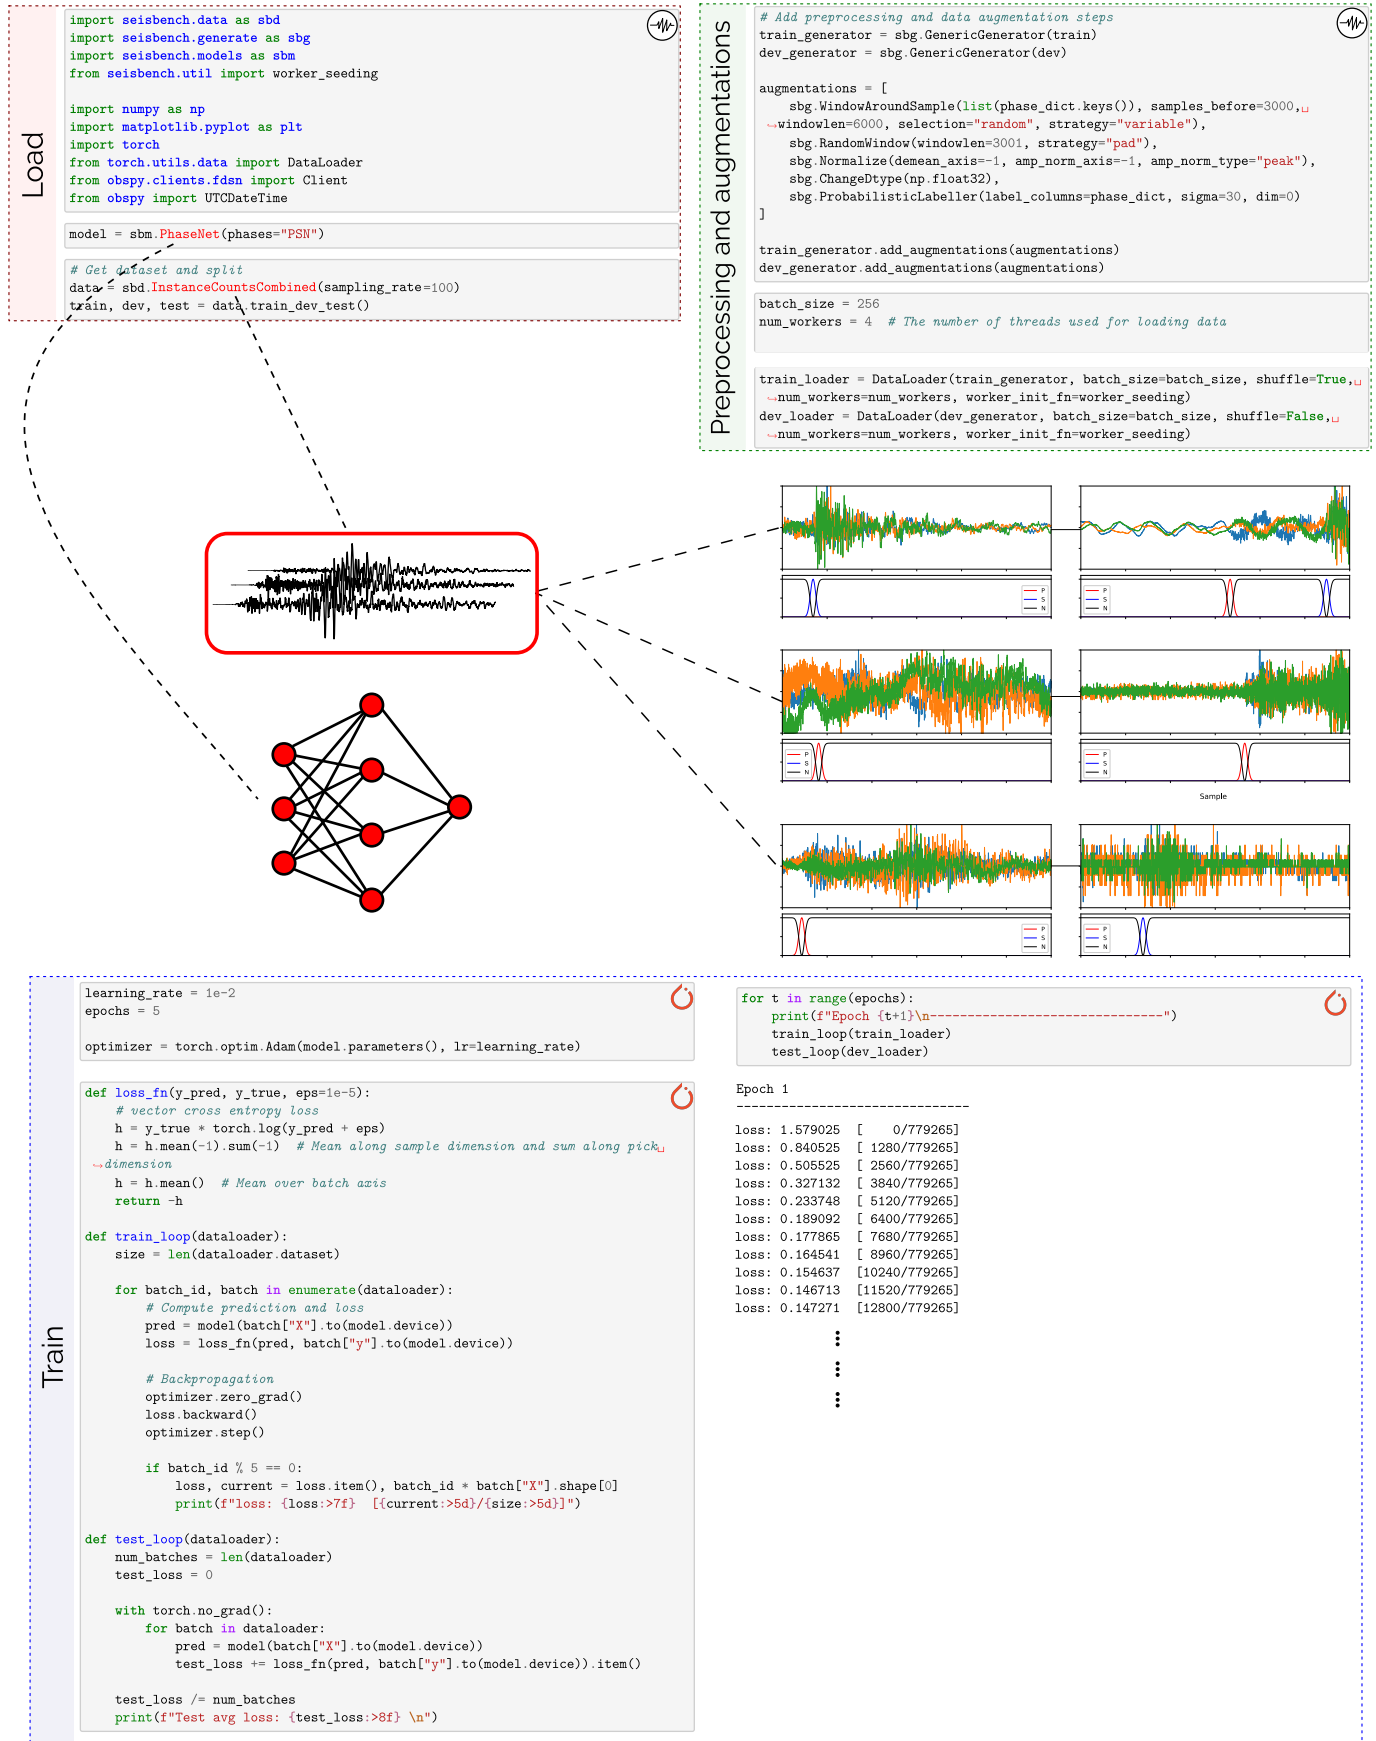 Load
import seisbench.data as sbd
import seisbench.generate as sbg
import seisbench.models as sbm
from seisbench.util import worker_seeding
import numpy as np
import matplotlib.pyplot as plt
import torch
from torch.utils.data import DataLoader
from obspy.clients.fdsn import Client
from obspy import UTCDateTime
model = sbm.PhaseNet(phases="PSN")
# Get dataset and split
data = sbd.InstanceCountsCombined(sampling_rate=100)
train, dev, test = data.train_dev_test()
Preprocessing and augmentations
# Add preprocessing and data augmentation steps
train_generator = sbg.GenericGenerator(train)
dev_generator = sbg.GenericGenerator(dev)
augmentations = [
    sbg.WindowAroundSample(list(phase_dict.keys()), samples_before=3000,␣
↪windowlen=6000, selection="random", strategy="variable"),
    sbg.RandomWindow(windowlen=3001, strategy="pad"),
    sbg.Normalize(demean_axis=-1, amp_norm_axis=-1, amp_norm_type="peak"),
    sbg.ChangeDtype(np.float32),
    sbg.ProbabilisticLabeller(label_columns=phase_dict, sigma=30, dim=0)
]
train_generator.add_augmentations(augmentations)
dev_generator.add_augmentations(augmentations)
batch_size = 256
num_workers = 4  # The number of threads used for loading data
train_loader = DataLoader(train_generator, batch_size=batch_size, shuffle=True,␣
↪num_workers=num_workers, worker_init_fn=worker_seeding)
dev_loader = DataLoader(dev_generator, batch_size=batch_size, shuffle=False,␣
↪num_workers=num_workers, worker_init_fn=worker_seeding)
P
S
N
P
S
N
P
S
N
P
S
N
Sample
P
S
N
P
S
N
Train
learning_rate = 1e-2
epochs = 5
optimizer = torch.optim.Adam(model.parameters(), lr=learning_rate)
def loss_fn(y_pred, y_true, eps=1e-5):
    # vector cross entropy loss
    h = y_true * torch.log(y_pred + eps)
    h = h.mean(-1).sum(-1)  # Mean along sample dimension and sum along pick␣
↪dimension
    h = h.mean()  # Mean over batch axis
    return -h
def train_loop(dataloader):
    size = len(dataloader.dataset)
    for batch_id, batch in enumerate(dataloader):
        # Compute prediction and loss
        pred = model(batch["X"].to(model.device))
        loss = loss_fn(pred, batch["y"].to(model.device))
        # Backpropagation
        optimizer.zero_grad()
        loss.backward()
        optimizer.step()
        if batch_id % 5 == 0:
            loss, current = loss.item(), batch_id * batch["X"].shape[0]
            print(f"loss: {loss:>7f}  [{current:>5d}/{size:>5d}]")
def test_loop(dataloader):
    num_batches = len(dataloader)
    test_loss = 0
    with torch.no_grad():
        for batch in dataloader:
            pred = model(batch["X"].to(model.device))
            test_loss += loss_fn(pred, batch["y"].to(model.device)).item()
    test_loss /= num_batches
    print(f"Test avg loss: {test_loss:>8f} \n")
for t in range(epochs):
    print(f"Epoch {t+1}\n-------------------------------")
    train_loop(train_loader)
    test_loop(dev_loader)
Epoch 1
-------------------------------
loss: 1.579025  [    0/779265]
loss: 0.840525  [ 1280/779265]
loss: 0.505525  [ 2560/779265]
loss: 0.327132  [ 3840/779265]
loss: 0.233748  [ 5120/779265]
loss: 0.189092  [ 6400/779265]
loss: 0.177865  [ 7680/779265]
loss: 0.164541  [ 8960/779265]
loss: 0.154637  [10240/779265]
loss: 0.146713  [11520/779265]
loss: 0.147271  [12800/779265]